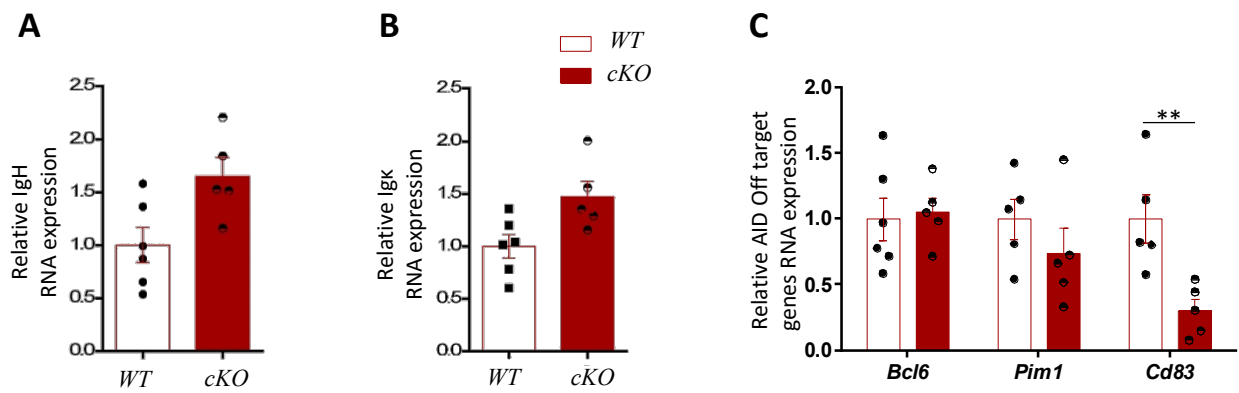 A
Relative IgH
RNA expression
2.5
2.0
1.5
1.0
0.5
0.0
WT cKO
B
Relative Igκ
RNA expression
2.5
2.0
1.5
1.0
0.5
0.0
WT cKO
WT
cKO
C
Relative AID Off target
genes RNA expression
2.0
1.5
1.0
0.5
0.0
**
Bcl6 Pim1 Cd83